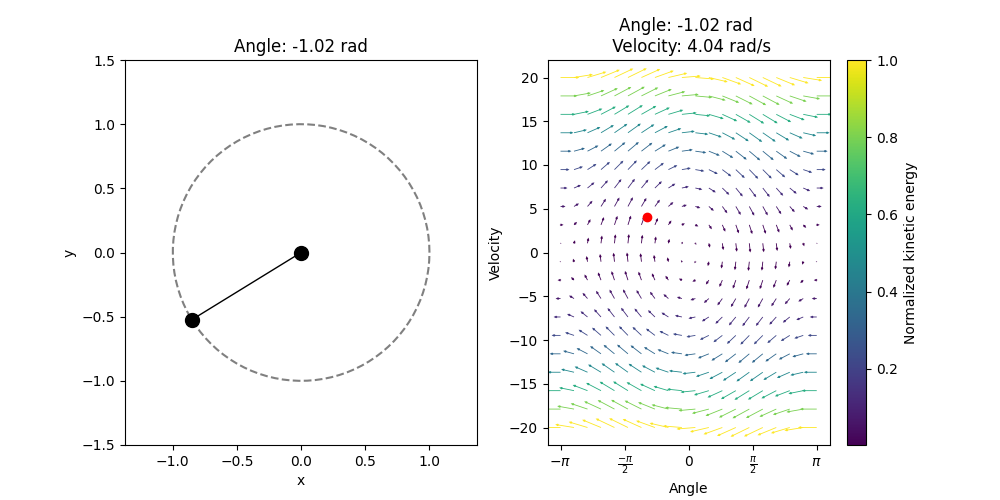 Angle: -1.02 rad
1.5
1.0
0.5
0.0
−0.5
−1.0
−1.5
y
−1.0
−0.5
0.0
0.5
1.0
x
Angle: -1.02 rad
Velocity: 4.04 rad/s
20
15
10
5
0
−5
−10
−15
−20
Velocity
−π
−π/2
0
π/2
π
Angle
1.0
0.8
0.6
0.4
0.2
Normalized kinetic energy